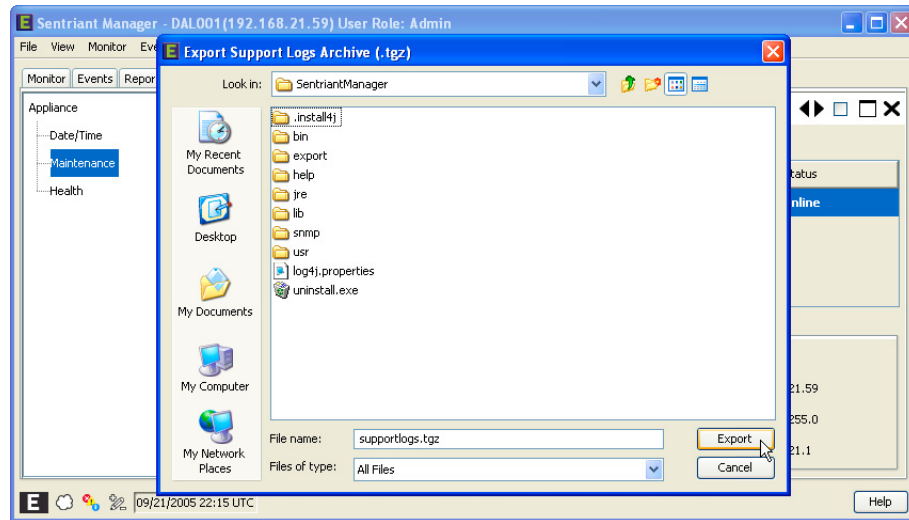 Sentriant Manager - DAL001(192.168.21.59) User Role: Admin
File View Monitor Eve
Export Support Logs Archive (.tgz)
Monitor Events Repor
Look in: SentriantManager
Appliance
Date/Time
Maintenance
Health
My Recent Documents
Desktop
My Documents
My Computer
My Network Places
.install4j
bin
export
help
jre
lib
snmp
usr
log4j.properties
uninstall.exe
tatus
nline
21.59
255.0
21.1
File name: supportlogs.tgz Export
Files of type: All Files Cancel
E 09/21/2005 22:15 UTC Help